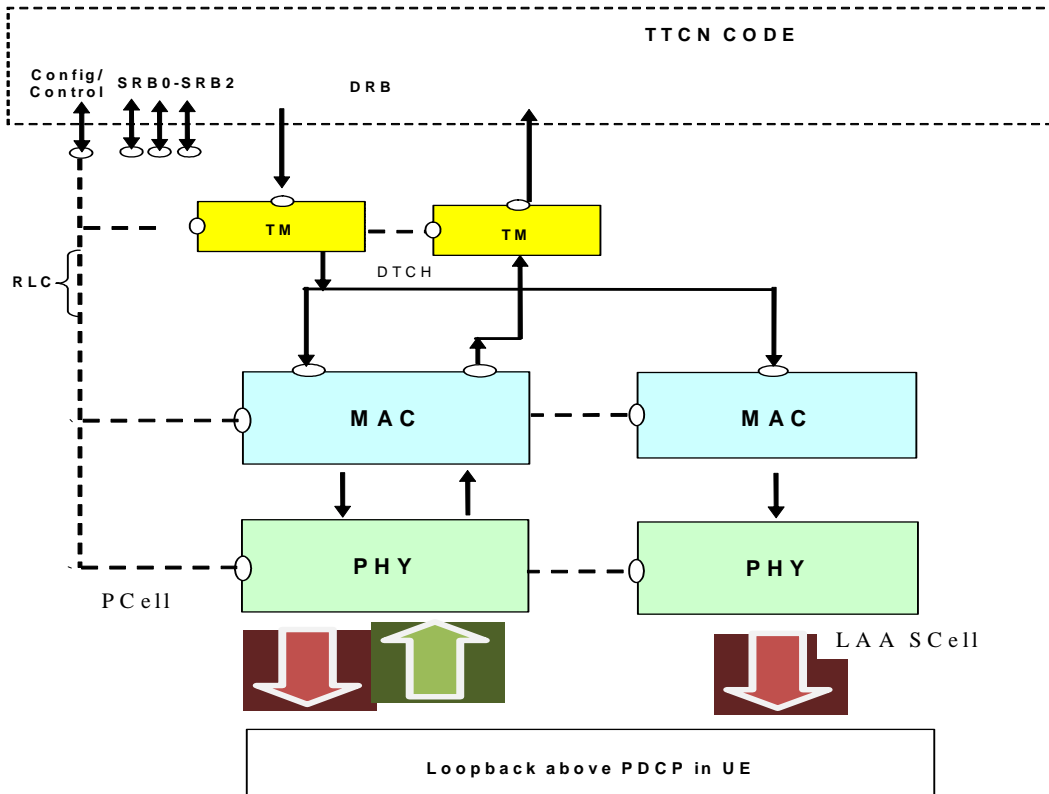 TTCN CODE
Config/
Control
SRB0-SRB2
DRB
TM
TM
DTCH
RLC
MAC
MAC
PHY
PHY
PCell
LAA SCell
Loopback above PDCP in UE